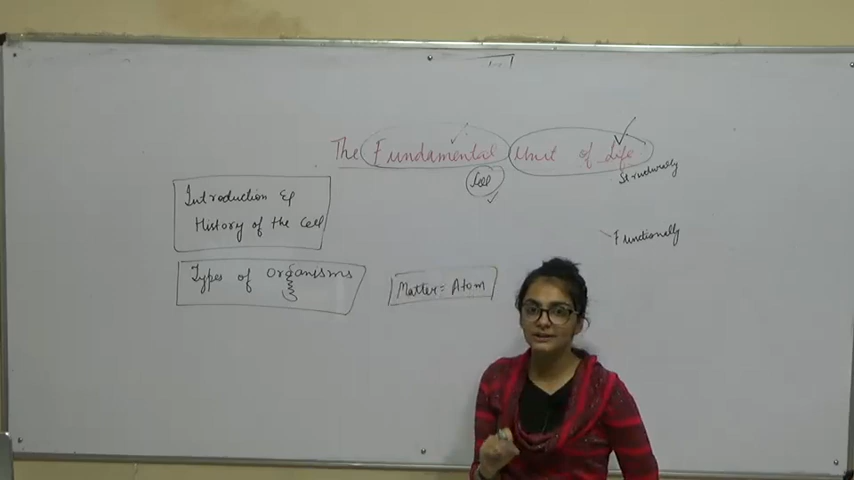 The Fundamental Unit of Life
Cell
Structurally
Introduction &
History of the Cell
Functionally
Types of Organisms
Matter = Atom